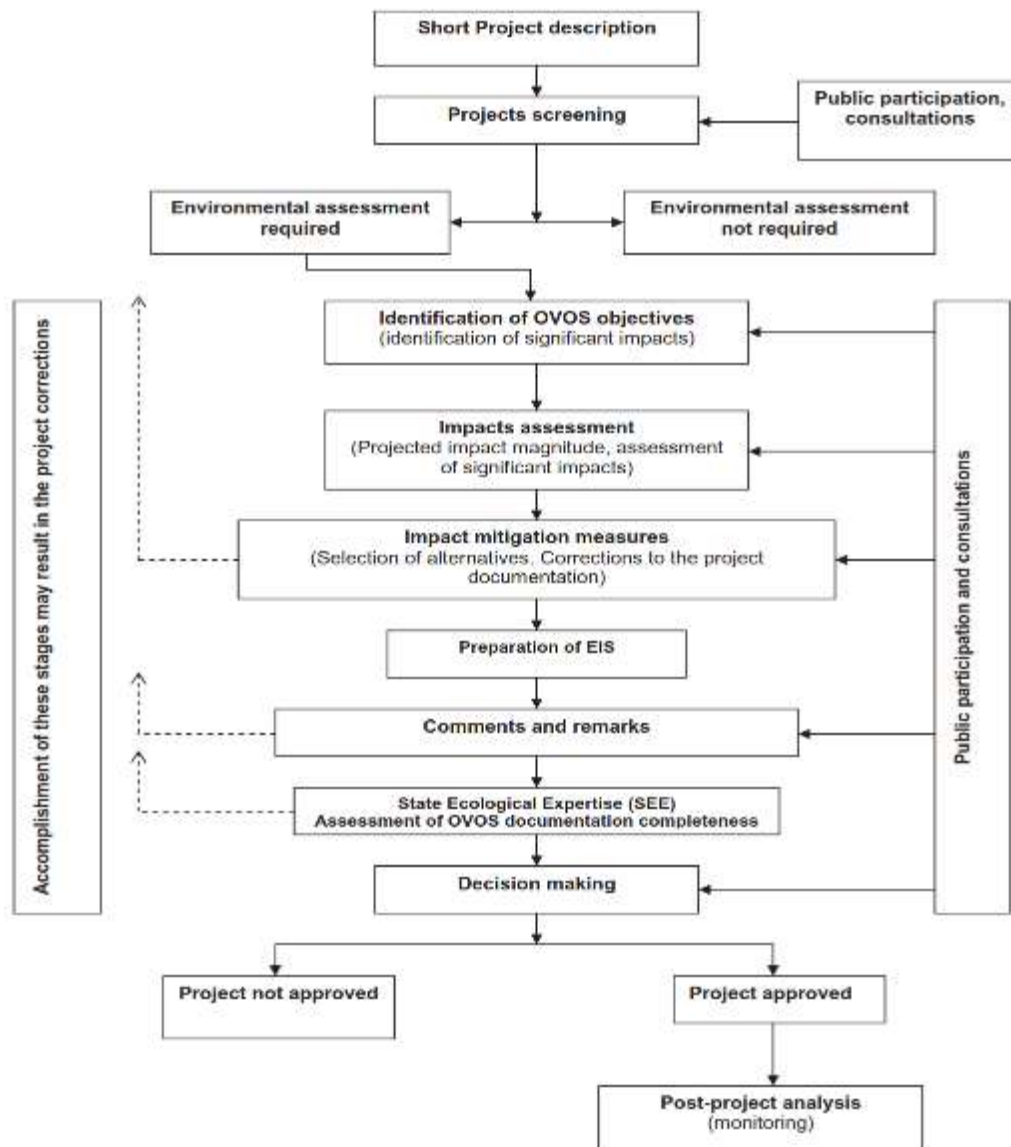 Short Project description
Projects screening
Public participation,
consultations
Environmental assessment
required
Environmental assessment
not required
Accomplishment of these stages may result in the project corrections
Identification of OVOS objectives
(identification of significant impacts)
Impacts assessment
(Projected impact magnitude, assessment
of significant impacts)
Impact mitigation measures
(Selection of alternatives, Corrections to the project
documentation)
Preparation of EIS
Comments and remarks
State Ecological Expertise (SEE)
Assessment of OVOS documentation completeness
Decision making
Public participation and consultations
Project not approved
Project approved
Post-project analysis
(monitoring)